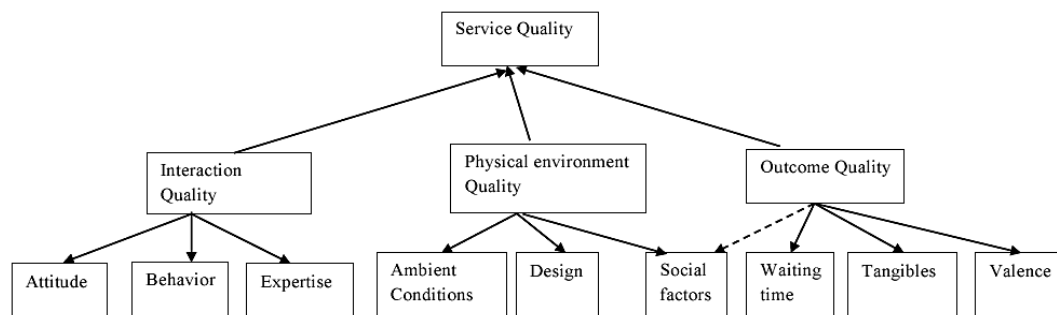 Service Quality
Interaction
Quality
Physical environment
Quality
Outcome Quality
Attitude
Behavior
Expertise
Ambient
Conditions
Design
Social
factors
Waiting
time
Tangibles
Valence